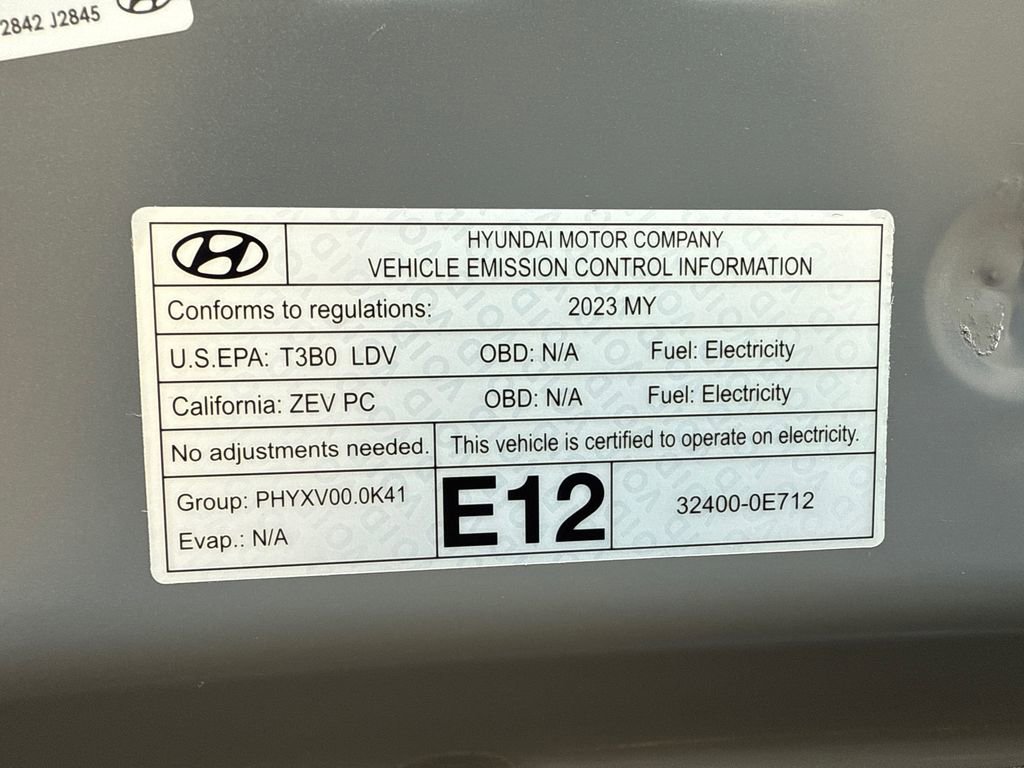 2842 J2845
HYUNDAI MOTOR COMPANY
VEHICLE EMISSION CONTROL INFORMATION
Conforms to regulations: 2023 MY
U.S.EPA: T3B0 LDV OBD: N/A Fuel: Electricity
California: ZEV PC OBD: N/A Fuel: Electricity
No adjustments needed. This vehicle is certified to operate on electricity.
Group: PHYXV00.0K41
Evap.: N/A
E12
32400-0E712